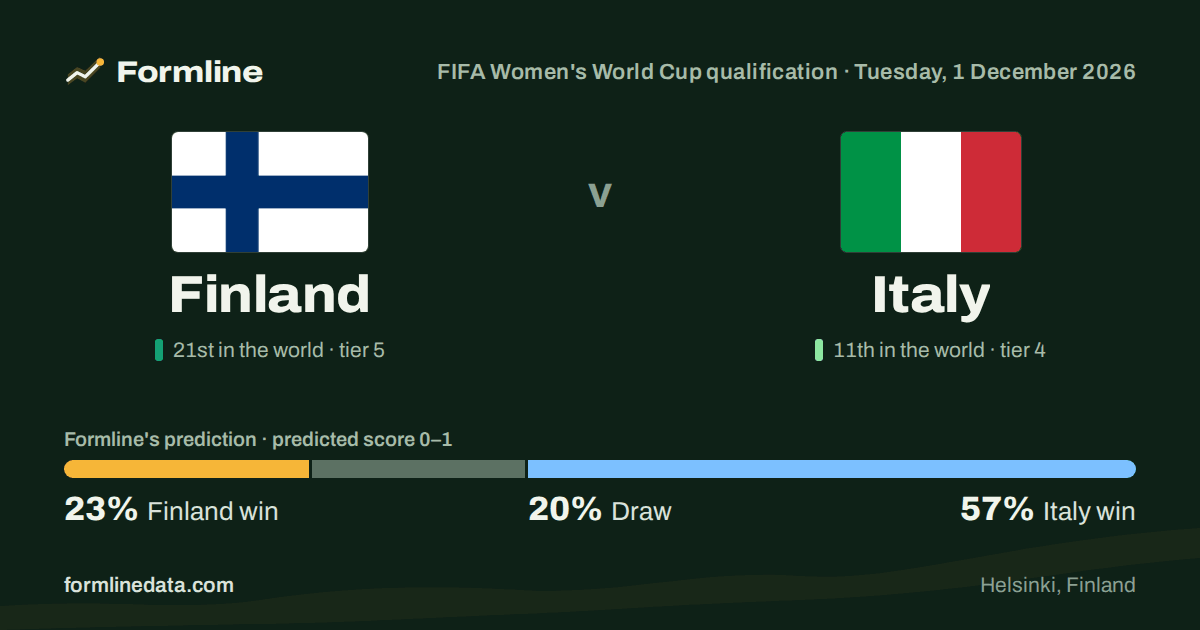 Formline
FIFA Women's World Cup qualification · Tuesday, 1 December 2026
v
Finland
Italy
21st in the world · tier 5
11th in the world · tier 4
Formline's prediction · predicted score 0–1
23% Finland win
20% Draw
57% Italy win
formlinedata.com
Helsinki, Finland